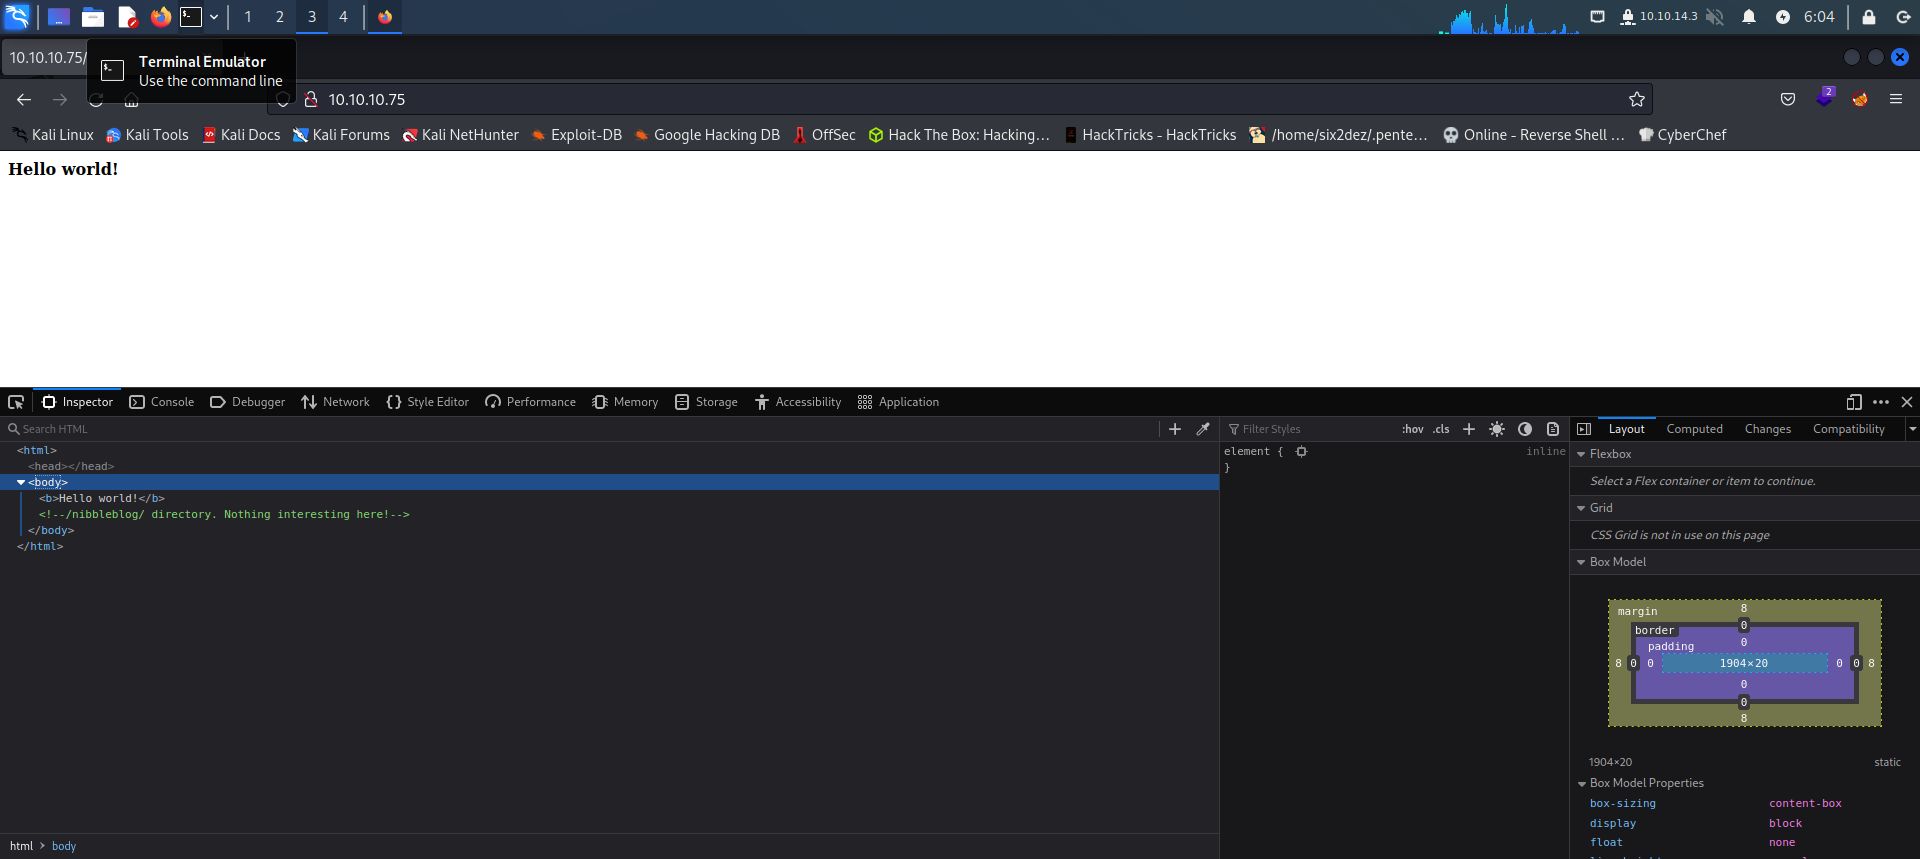 1 2 3 4 10.10.14.3 6:04
10.10.10.75/
Terminal Emulator
Use the command line
10.10.10.75
2
Kali Linux Kali Tools Kali Docs Kali Forums Kali NetHunter Exploit-DB Google Hacking DB OffSec Hack The Box: Hacking... HackTricks - HackTricks /home/six2dez/.pente... Online - Reverse Shell ... CyberChef
Hello world!
Inspector Console Debugger Network Style Editor Performance Memory Storage Accessibility Application
Search HTML
Filter Styles :hov .cls
Layout Computed Changes Compatibility
<html>
<head></head>
<body>
<b>Hello world!</b>
<!--/nibbleblog/ directory. Nothing interesting here!-->
</body>
</html>
element { inline
}
Flexbox
Select a Flex container or item to continue.
Grid
CSS Grid is not in use on this page
Box Model
margin 8
border 0
padding 0
8 0 0 1904×20 0 0 8
0
0
8
1904×20 static
Box Model Properties
box-sizing content-box
display block
float none
html > body